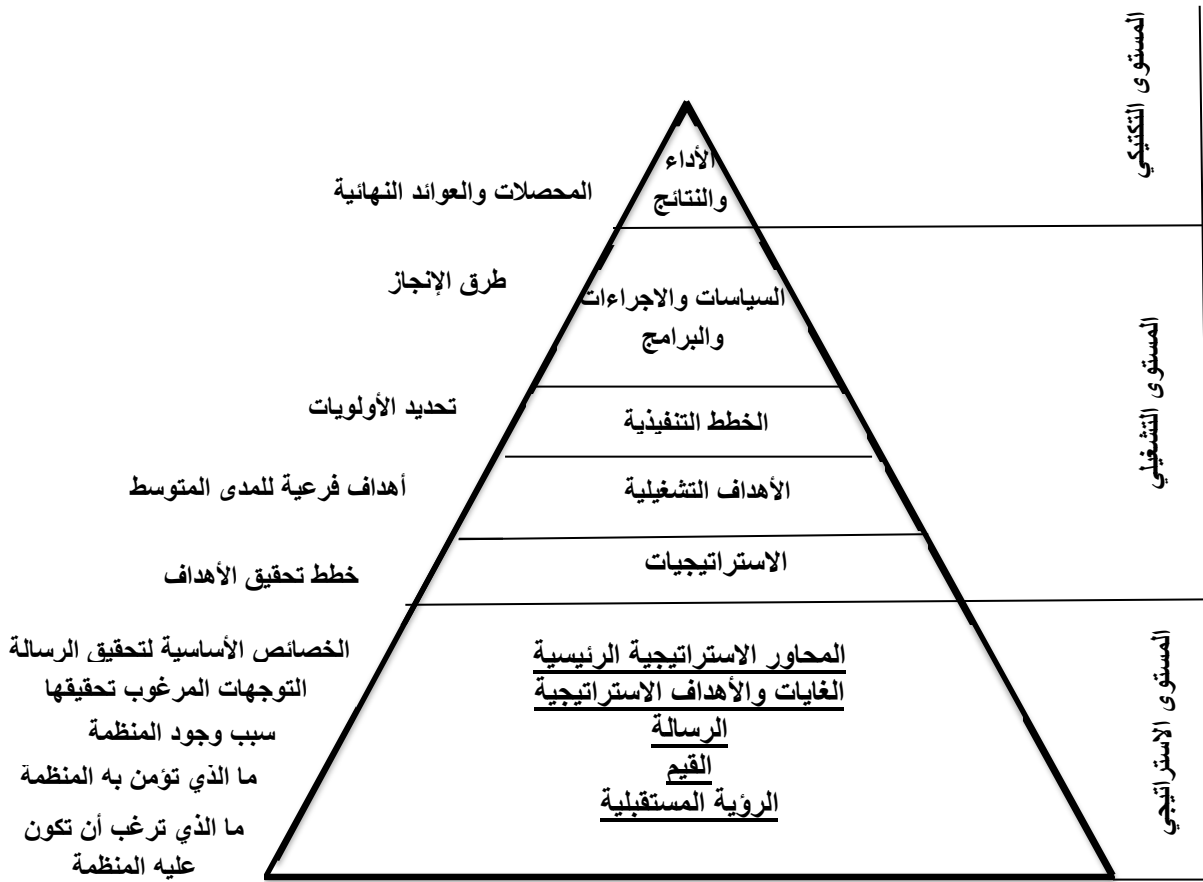 المستوى التكتيكي
الأداء
والنتائج
المحصلات والعوائد النهائية
المستوى التشغيلي
السياسات والاجراءات
والبرامج
طرق الإنجاز
الخطط التنفيذية
تحديد الأولويات
الأهداف التشغيلية
أهداف فرعية للمدى المتوسط
الاستراتيجيات
خطط تحقيق الأهداف
المستوى الاستراتيجي
المحاور الاستراتيجية الرئيسية
الغايات والأهداف الاستراتيجية
الرسالة
القيم
الرؤية المستقبلية
الخصائص الأساسية لتحقيق الرسالة
التوجهات المرغوب تحقيقها
سبب وجود المنظمة
ما الذي تؤمن به المنظمة
ما الذي ترغب أن تكون
عليه المنظمة